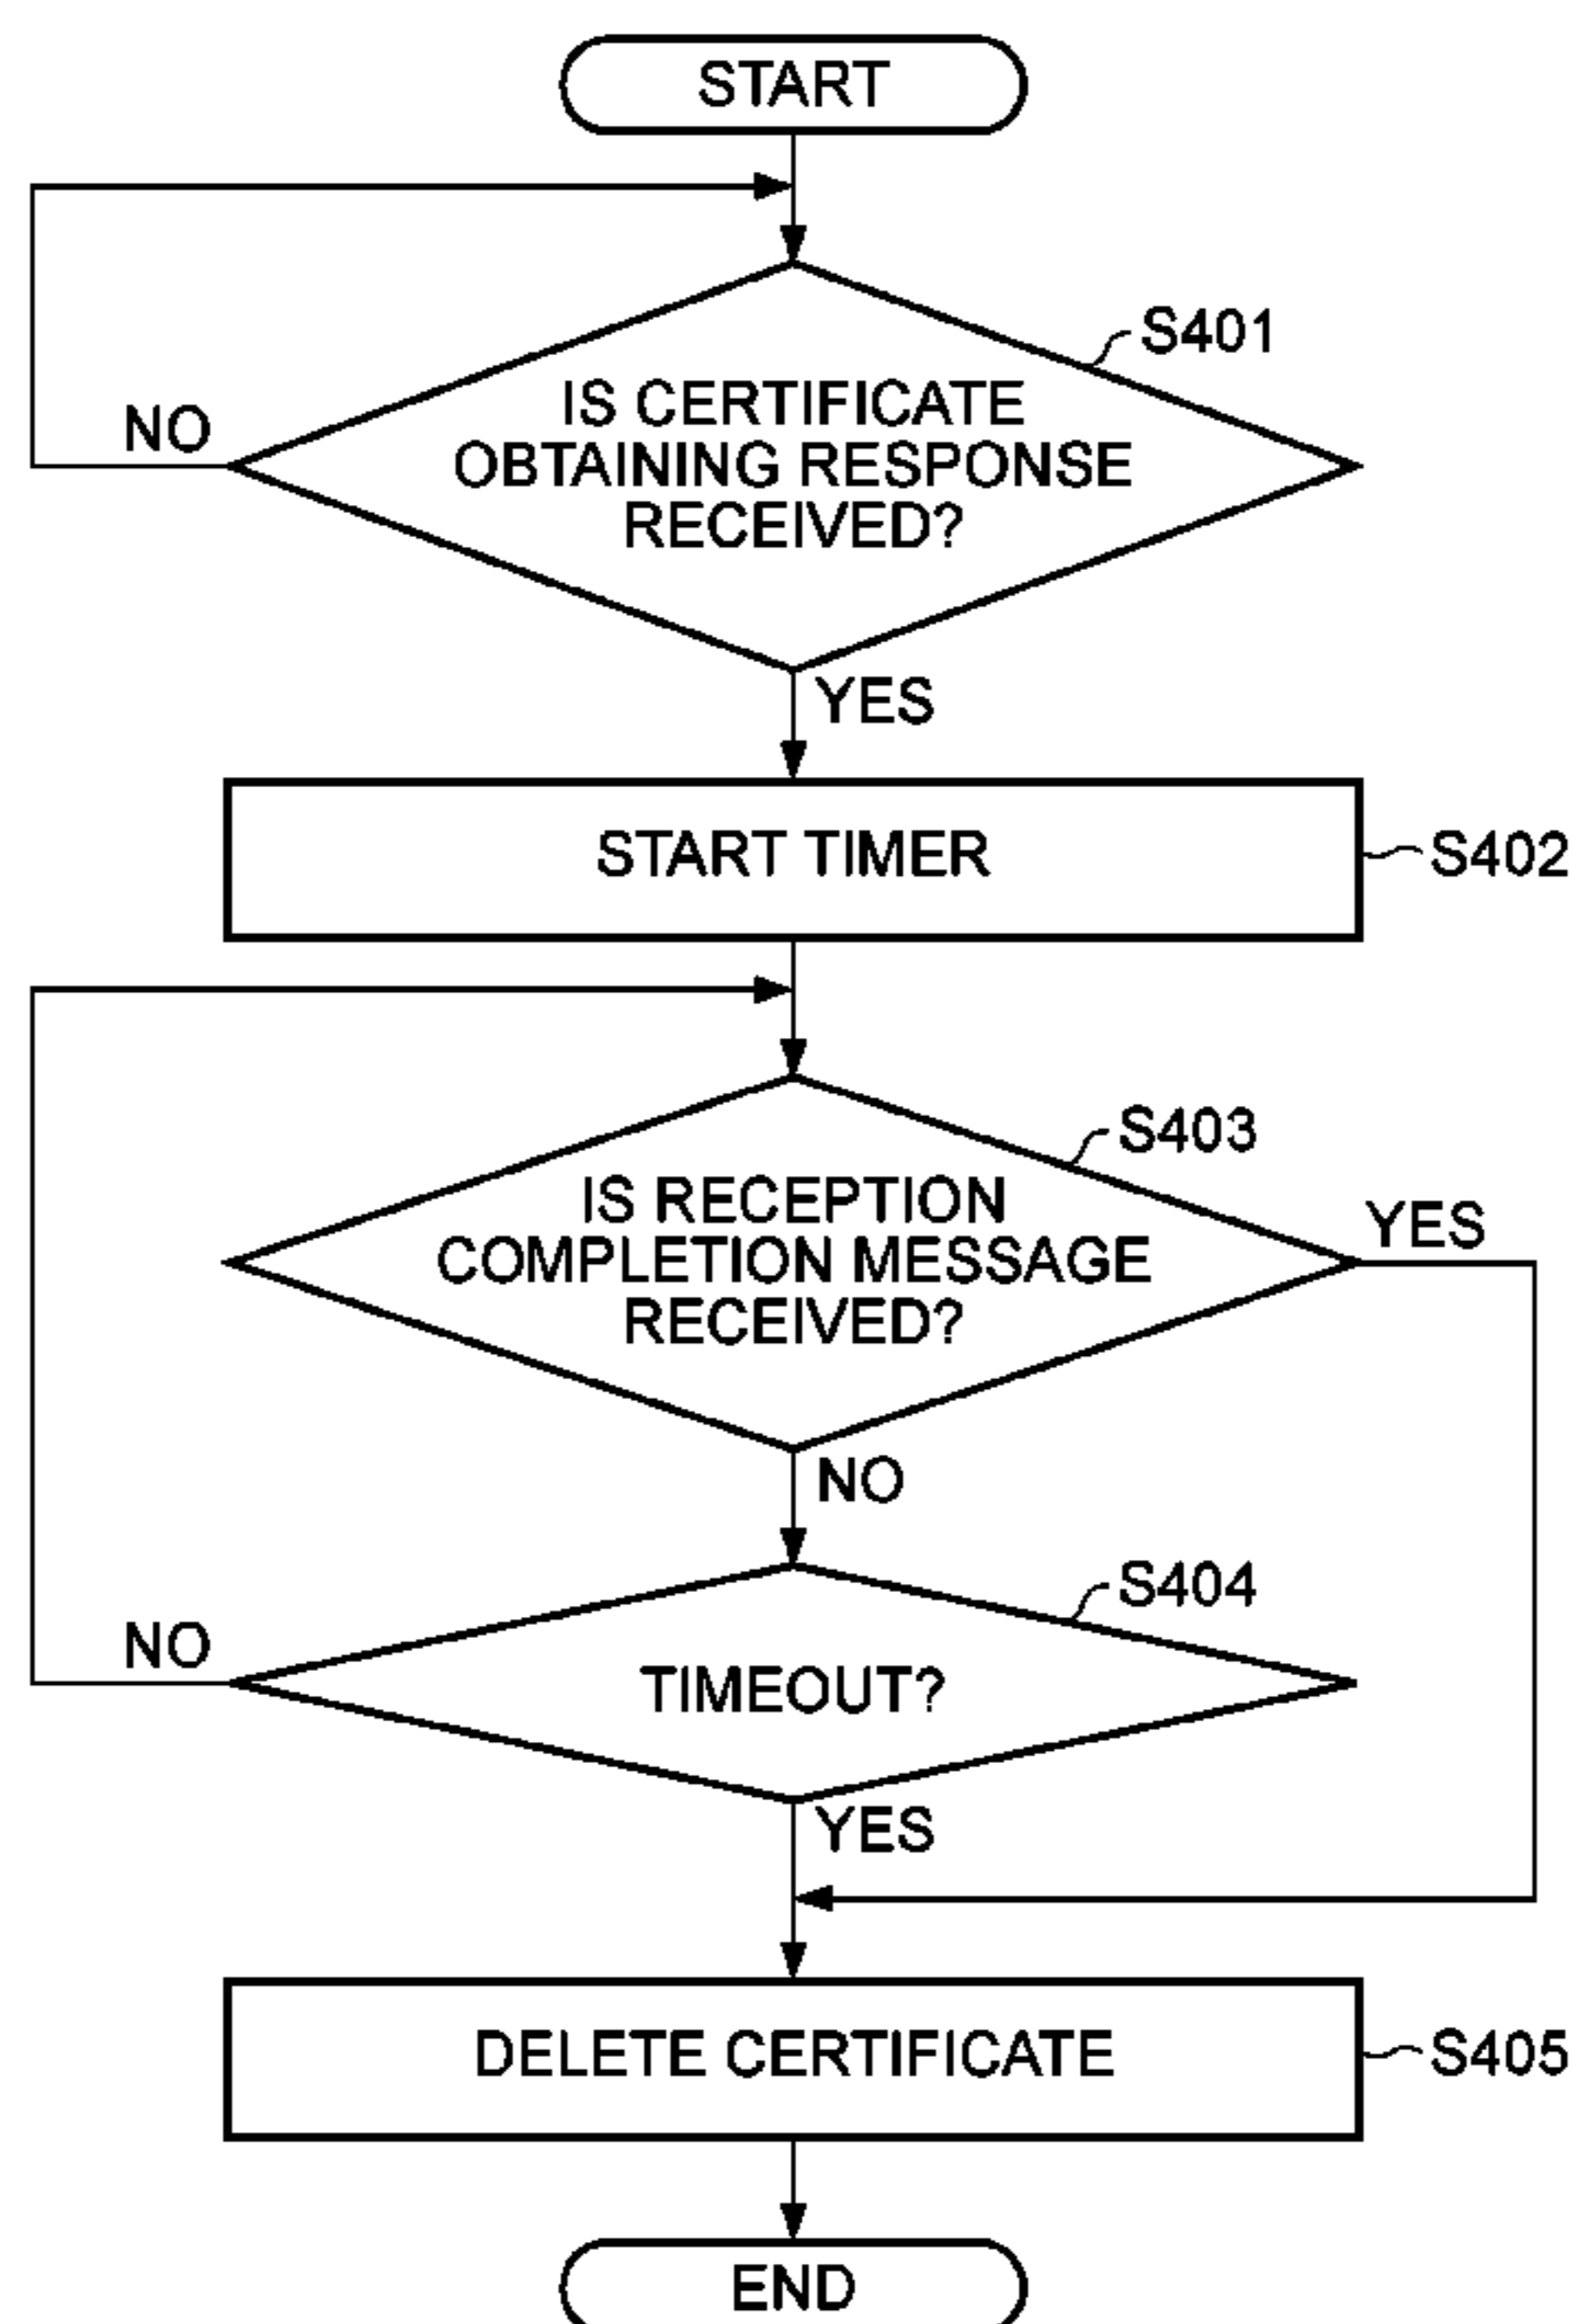 START
S401
IS CERTIFICATE
OBTAINING RESPONSE
RECEIVED?
NO
YES
START TIMER
S402
S403
IS RECEPTION
COMPLETION MESSAGE
RECEIVED?
YES
NO
S404
TIMEOUT?
NO
YES
DELETE CERTIFICATE
S405
END